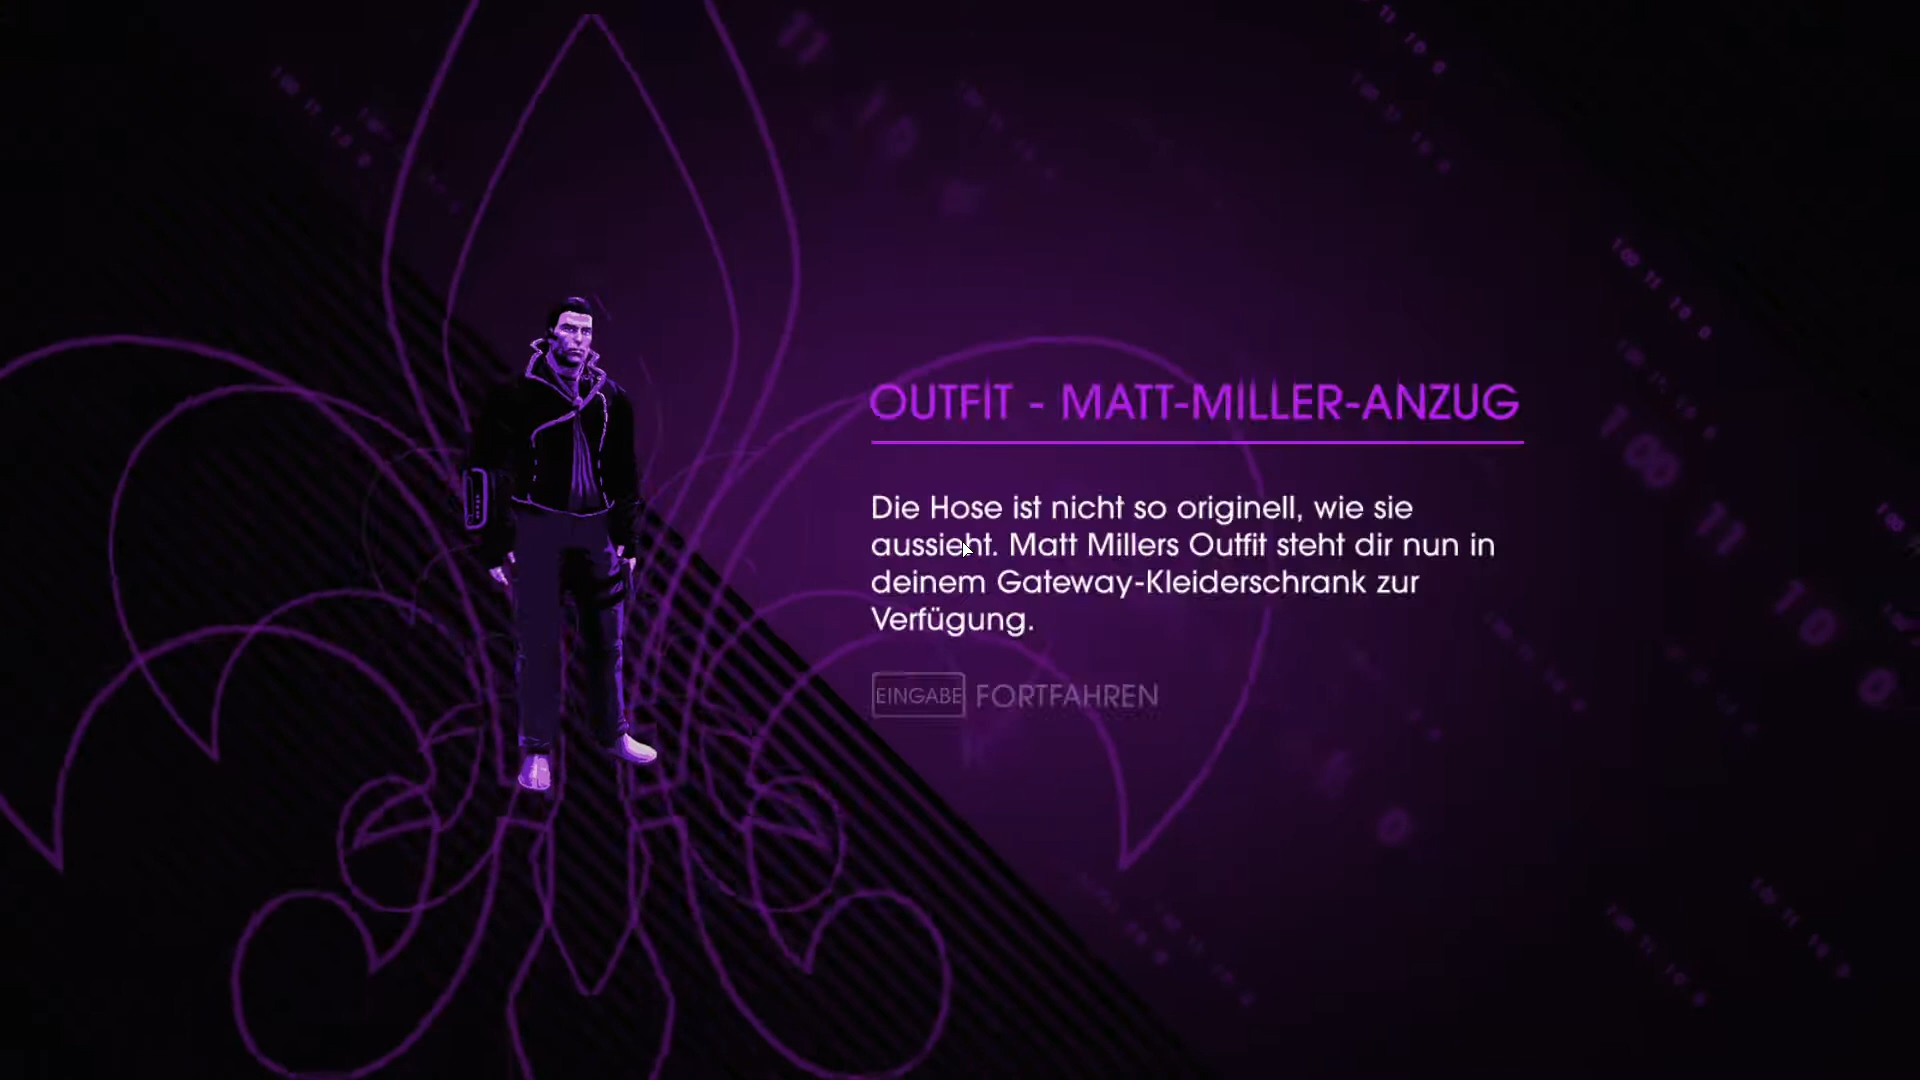 OUTFIT - MATT-MILLER-ANZUG
Die Hose ist nicht so originell, wie sie
aussieht. Matt Millers Outfit steht dir nun in
deinem Gateway-Kleiderschrank zur
Verfügung.
EINGABE FORTFAHREN